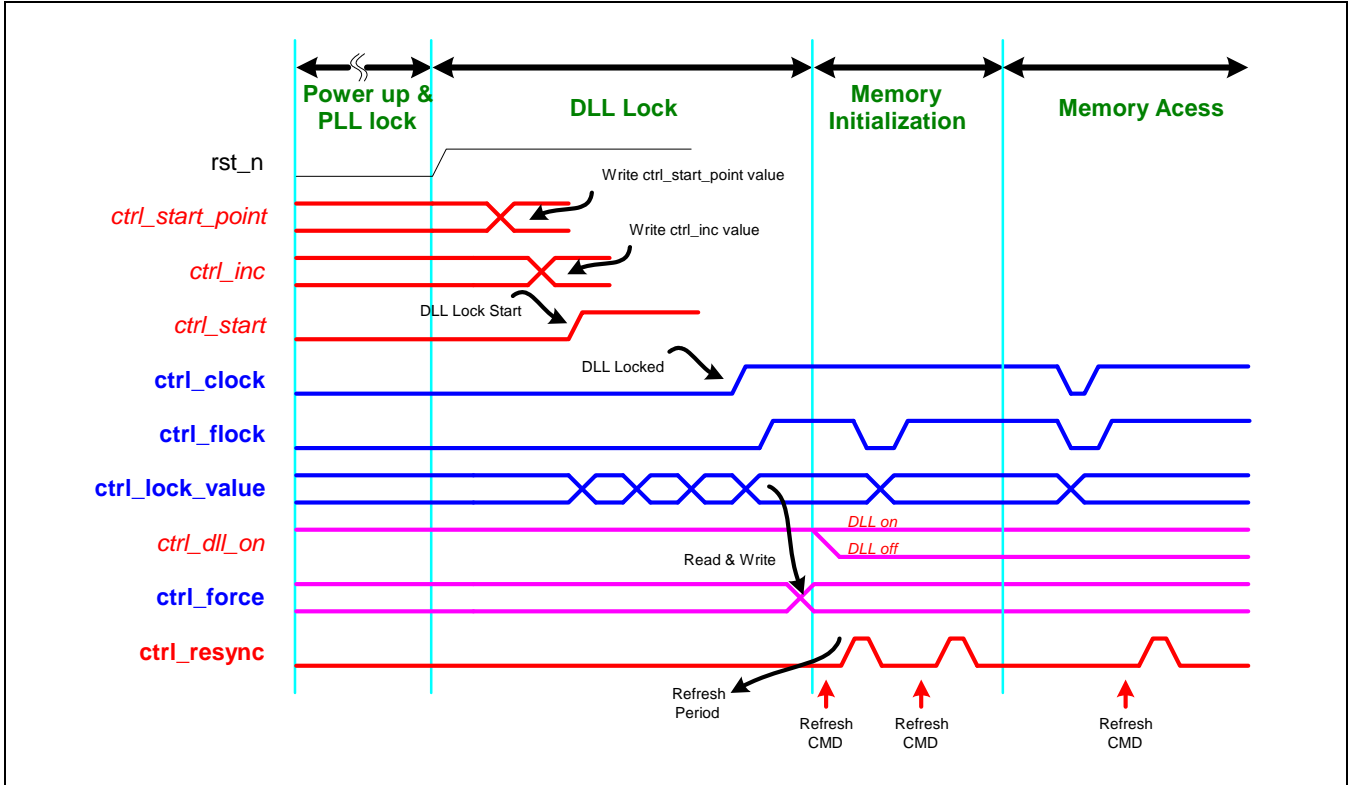 Power up &
PLL lock
DLL Lock
Memory
Initialization
Memory Acess
rst_n
Write ctrl_start_point value
ctrl_start_point
Write ctrl_inc value
ctrl_inc
DLL Lock Start
ctrl_start
DLL Locked
ctrl_clock
ctrl_flock
ctrl_lock_value
DLL on
ctrl_dll_on
DLL off
Read & Write
ctrl_force
ctrl_resync
Refresh
Period
Refresh
CMD
Refresh
CMD
Refresh
CMD